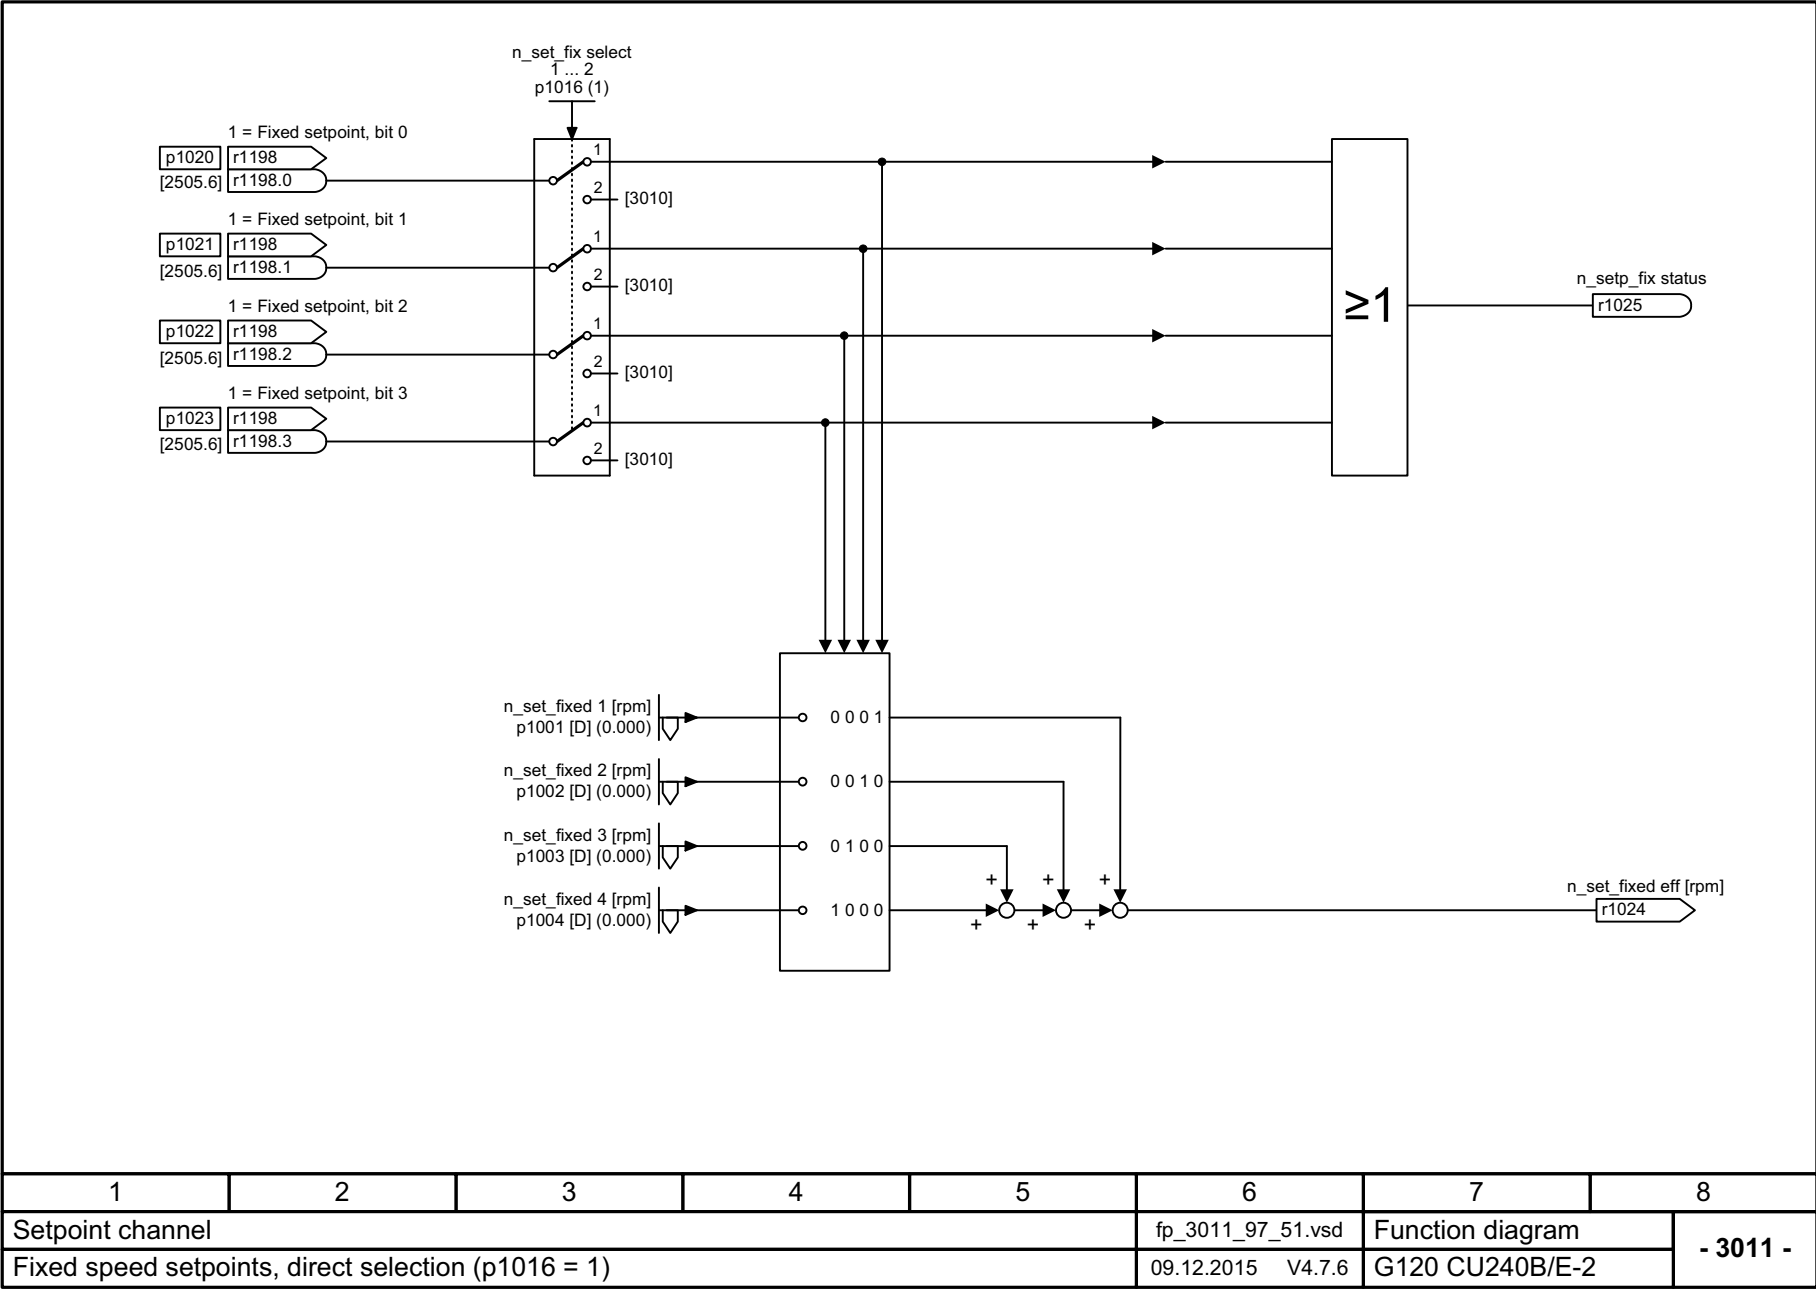 n_set_fix select
1 ... 2
p1016 (1)
1 = Fixed setpoint, bit 0
p1020 r1198
[2505.6] r1198.0
1
2 [3010]
1 = Fixed setpoint, bit 1
p1021 r1198
[2505.6] r1198.1
1
2 [3010]
1 = Fixed setpoint, bit 2
p1022 r1198
[2505.6] r1198.2
1
2 [3010]
1 = Fixed setpoint, bit 3
p1023 r1198
[2505.6] r1198.3
1
2 [3010]
≥1
n_setp_fix status
r1025
n_set_fixed 1 [rpm]
p1001 [D] (0.000)
0 0 0 1
n_set_fixed 2 [rpm]
p1002 [D] (0.000)
0 0 1 0
n_set_fixed 3 [rpm]
p1003 [D] (0.000)
0 1 0 0
n_set_fixed 4 [rpm]
p1004 [D] (0.000)
1 0 0 0
+ + +
+ + +
n_set_fixed eff [rpm]
r1024
1 2 3 4 5 6 7 8
Setpoint channel
fp_3011_97_51.vsd
Function diagram
- 3011 -
Fixed speed setpoints, direct selection (p1016 = 1)
09.12.2015 V4.7.6
G120 CU240B/E-2